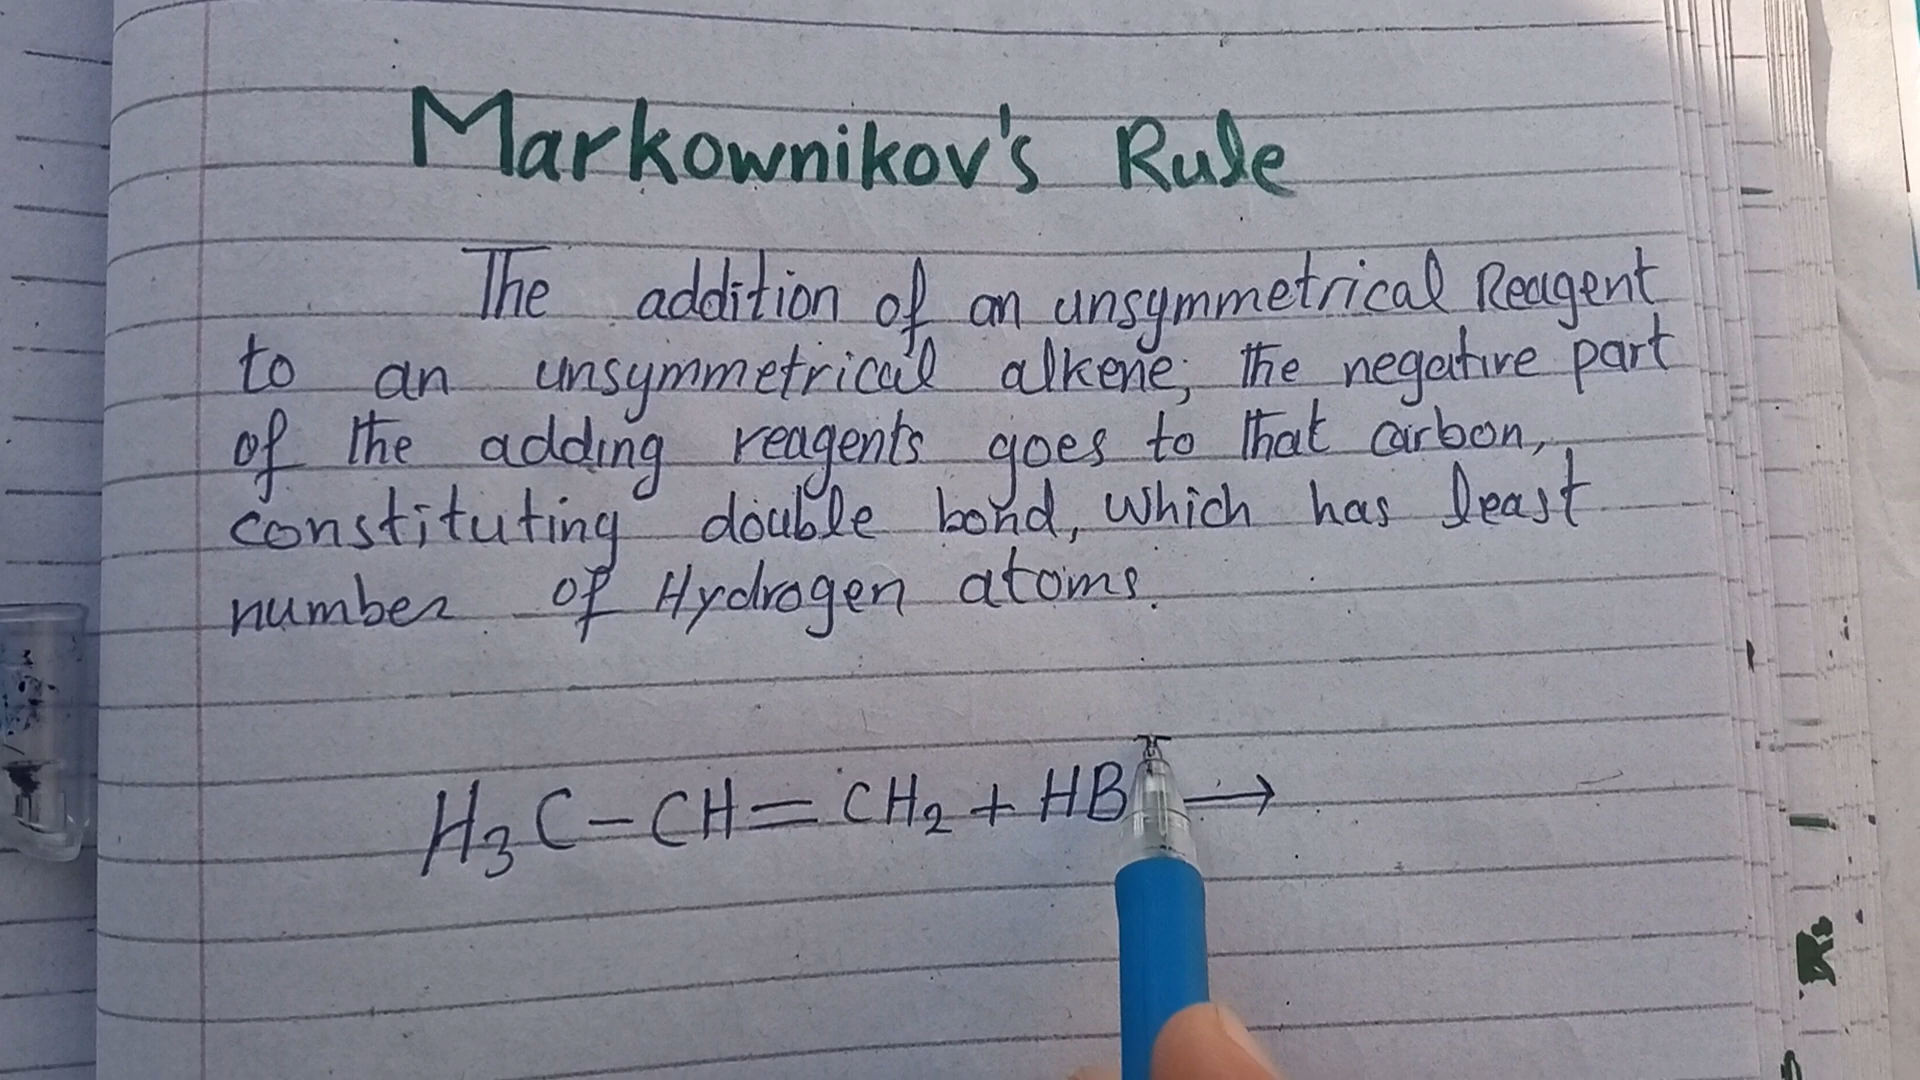 Markownikov's Rule
The addition of an unsymmetrical Reagent
to an unsymmetrical alkene, the negative part
of the adding reagents goes to that carbon,
constituting double bond, which has least
number of Hydrogen atoms.
H₃C-CH=CH₂+HB →